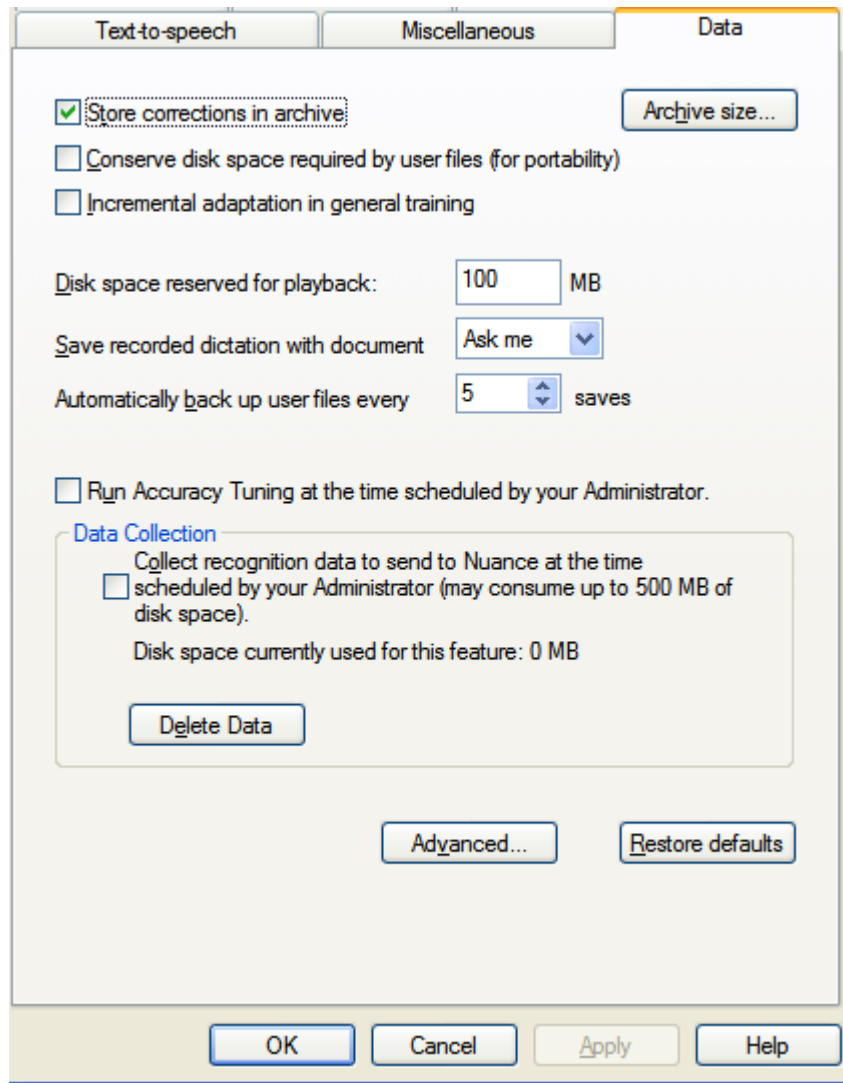 Text-to-speech Miscellaneous Data
Store corrections in archive Archive size...
Conserve disk space required by user files (for portability)
Incremental adaptation in general training
Disk space reserved for playback: 100 MB
Save recorded dictation with document Ask me
Automatically back up user files every 5 saves
Run Accuracy Tuning at the time scheduled by your Administrator.
Data Collection
Collect recognition data to send to Nuance at the time
scheduled by your Administrator (may consume up to 500 MB of
disk space).
Disk space currently used for this feature: 0 MB
Delete Data
Advanced... Restore defaults
OK Cancel Apply Help